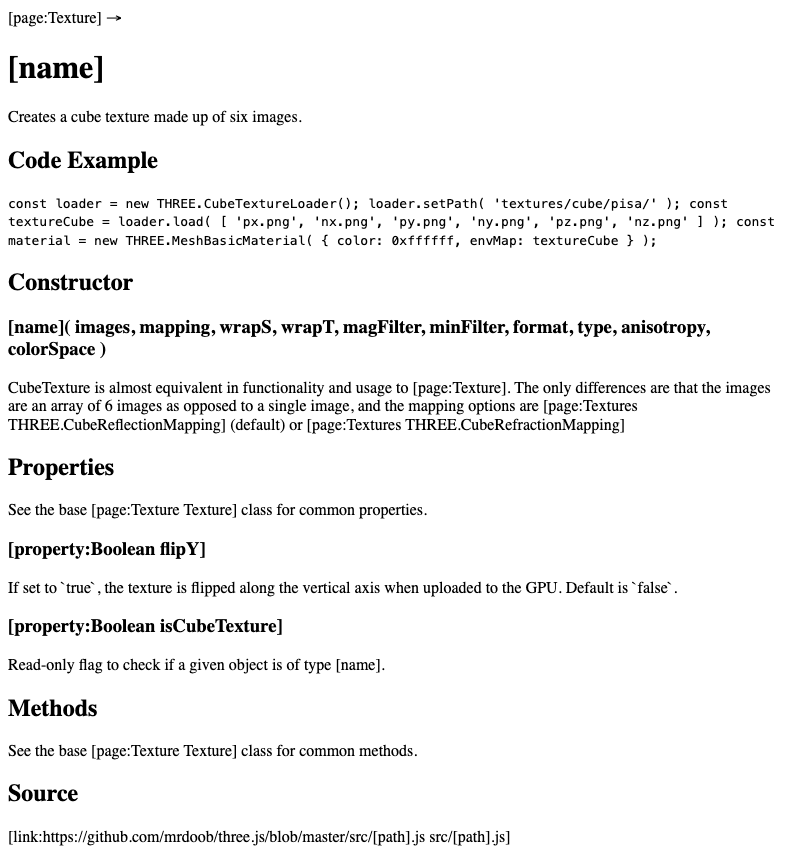 [page:Texture] →
[name]
Creates a cube texture made up of six images.
Code Example
const loader = new THREE.CubeTextureLoader(); loader.setPath( 'textures/cube/pisa/' ); const
textureCube = loader.load( [ 'px.png', 'nx.png', 'py.png', 'ny.png', 'pz.png', 'nz.png' ] ); const
material = new THREE.MeshBasicMaterial( { color: 0xffffff, envMap: textureCube } );
Constructor
[name]( images, mapping, wrapS, wrapT, magFilter, minFilter, format, type, anisotropy,
colorSpace )
CubeTexture is almost equivalent in functionality and usage to [page:Texture]. The only differences are that the images
are an array of 6 images as opposed to a single image, and the mapping options are [page:Textures
THREE.CubeReflectionMapping] (default) or [page:Textures THREE.CubeRefractionMapping]
Properties
See the base [page:Texture Texture] class for common properties.
[property:Boolean flipY]
If set to `true`, the texture is flipped along the vertical axis when uploaded to the GPU. Default is `false`.
[property:Boolean isCubeTexture]
Read-only flag to check if a given object is of type [name].
Methods
See the base [page:Texture Texture] class for common methods.
Source
[link:https://github.com/mrdoob/three.js/blob/master/src/[path].js src/[path].js]